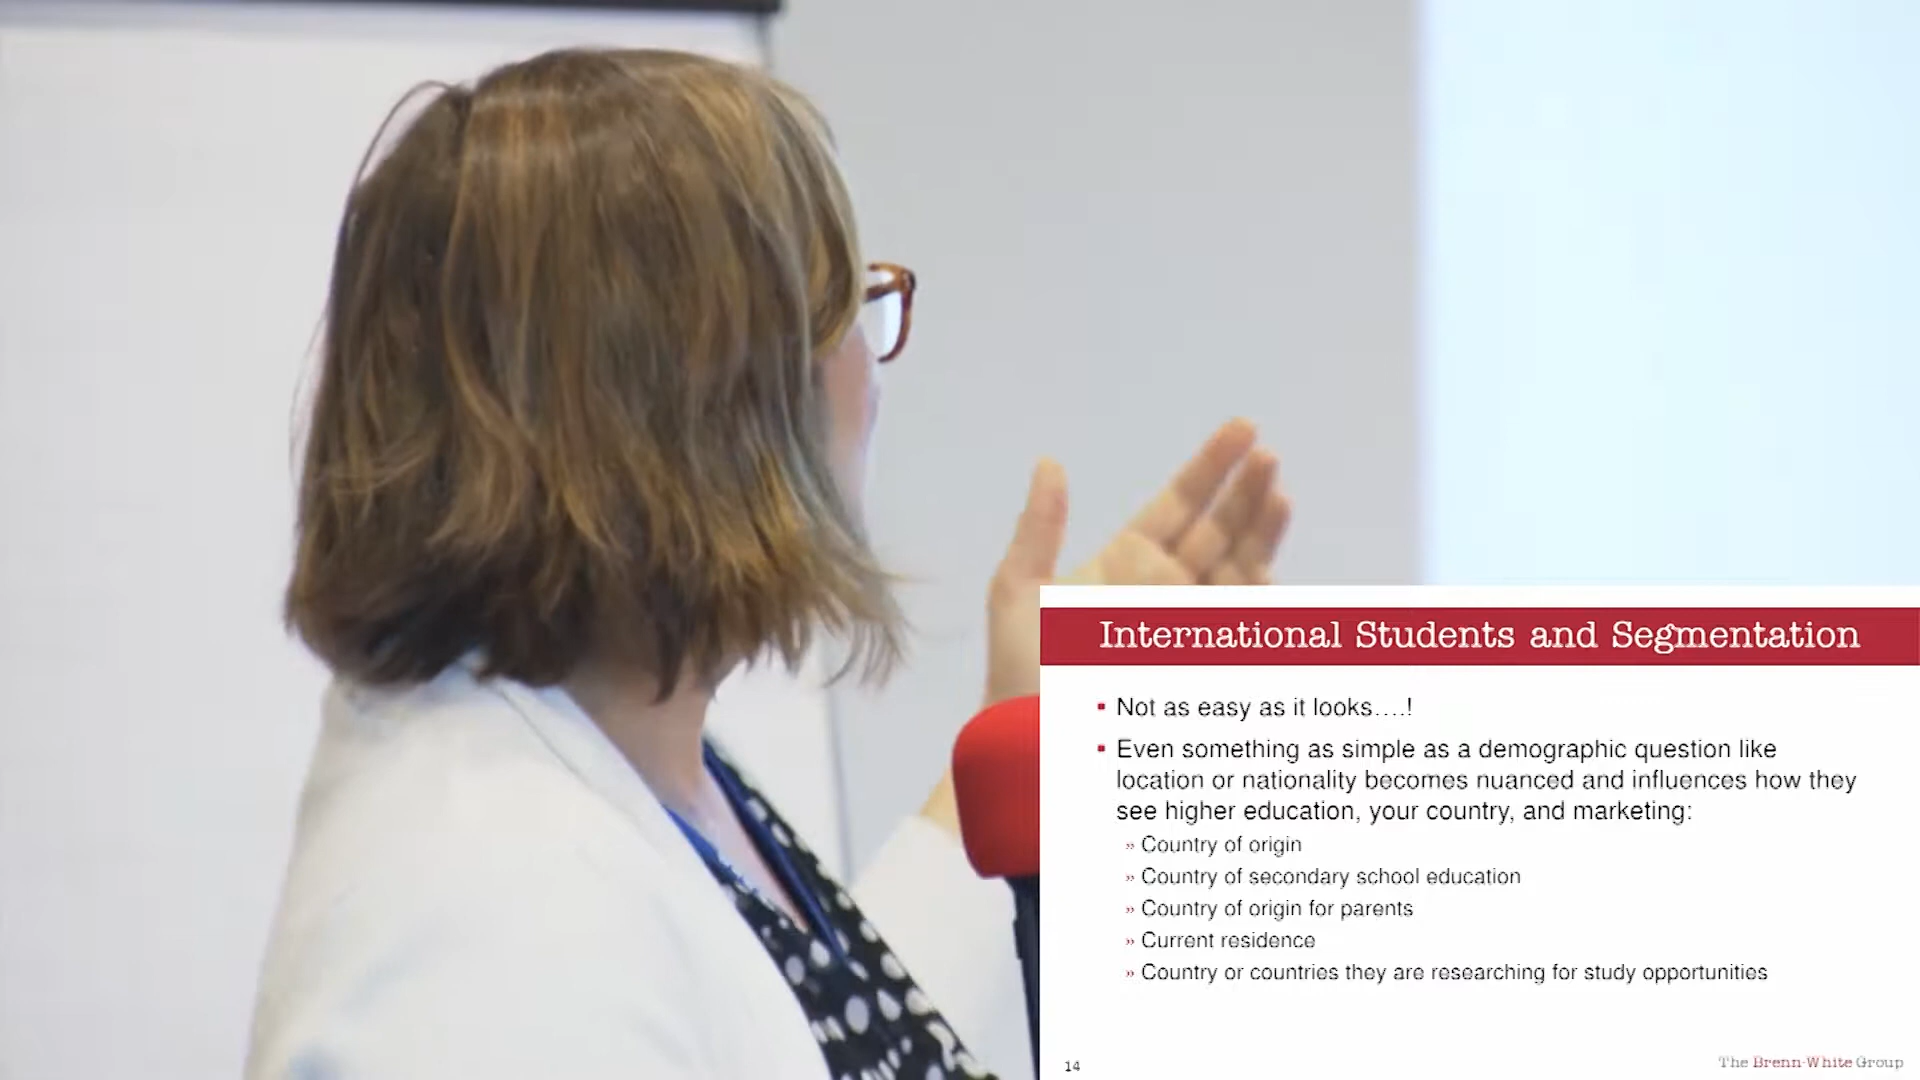 International Students and Segmentation
Not as easy as it looks....!
Even something as simple as a demographic question like
location or nationality becomes nuanced and influences how they
see higher education, your country, and marketing:
» Country of origin
» Country of secondary school education
» Country of origin for parents
» Current residence
» Country or countries they are researching for study opportunities
14
The Brenn-White Group